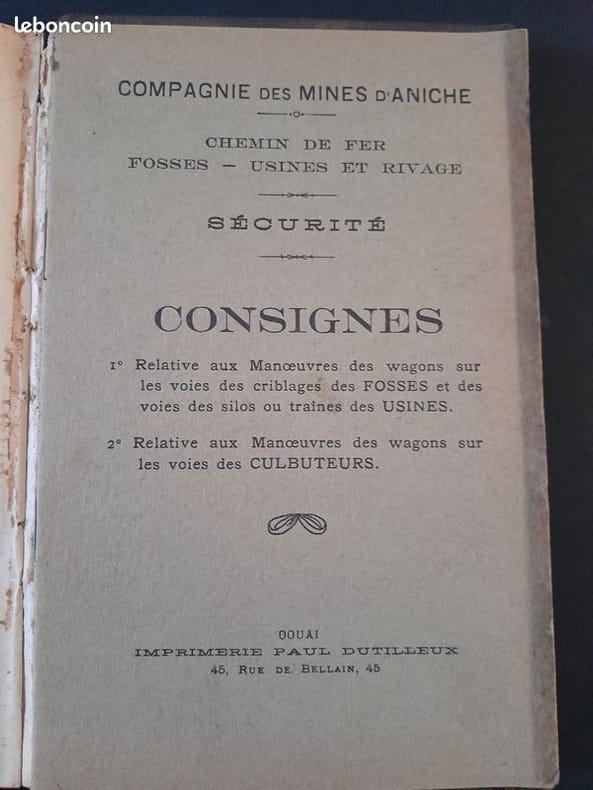 leboncoin
COMPAGNIE DES MINES D'ANICHE
CHEMIN DE FER
FOSSES — USINES ET RIVAGE
SÉCURITÉ
CONSIGNES
1º Relative aux Manœuvres des wagons sur
les voies des criblages des FOSSES et des
voies des silos ou traînes des USINES.
2º Relative aux Manœuvres des wagons sur
les voies des CULBUTEURS.
DOUAI
IMPRIMERIE PAUL DUTILLEUX
45, RUE DE BELLAIN, 45